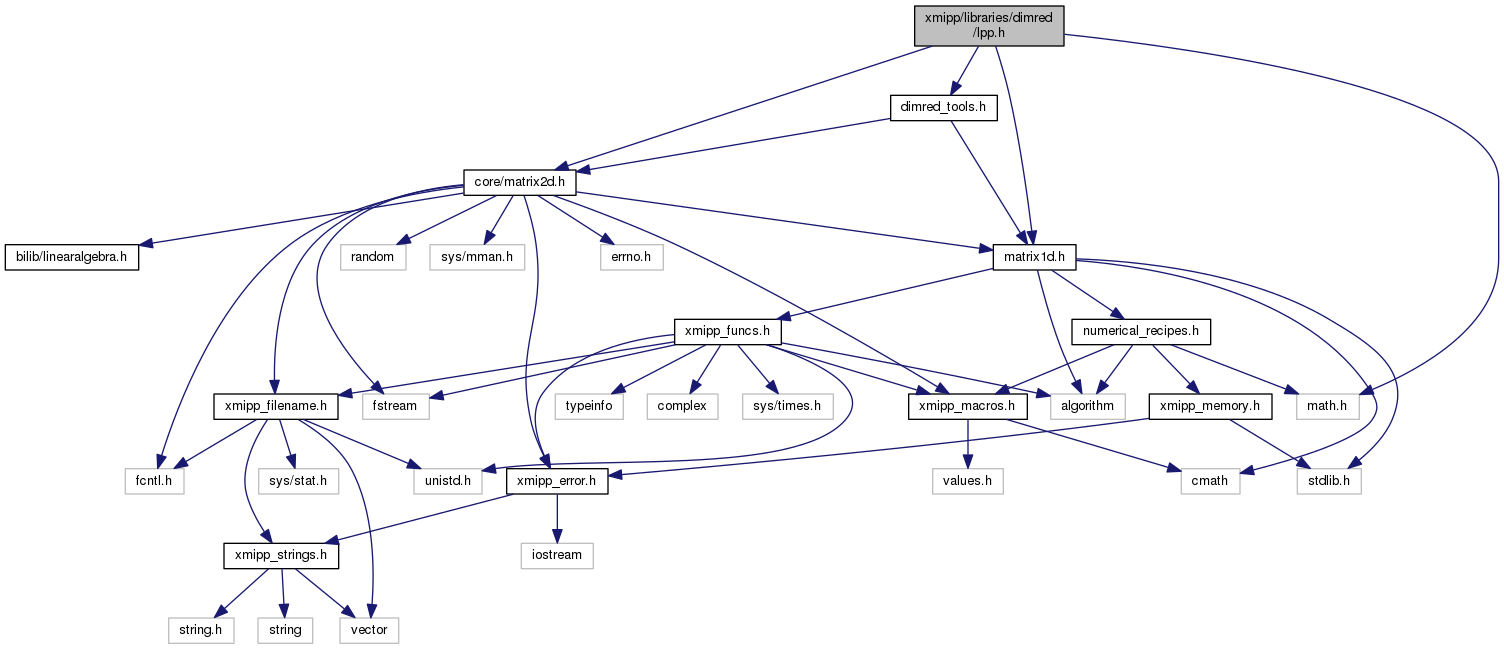 xmipp/libraries/dimred
/lpp.h
dimred_tools.h
core/matrix2d.h
bilib/linearalgebra.h
random
sys/mman.h
errno.h
matrix1d.h
xmipp_funcs.h
numerical_recipes.h
xmipp_filename.h
fstream
typeinfo
complex
sys/times.h
xmipp_macros.h
algorithm
xmipp_memory.h
math.h
fcntl.h
sys/stat.h
unistd.h
xmipp_error.h
values.h
cmath
stdlib.h
xmipp_strings.h
iostream
string.h
string
vector